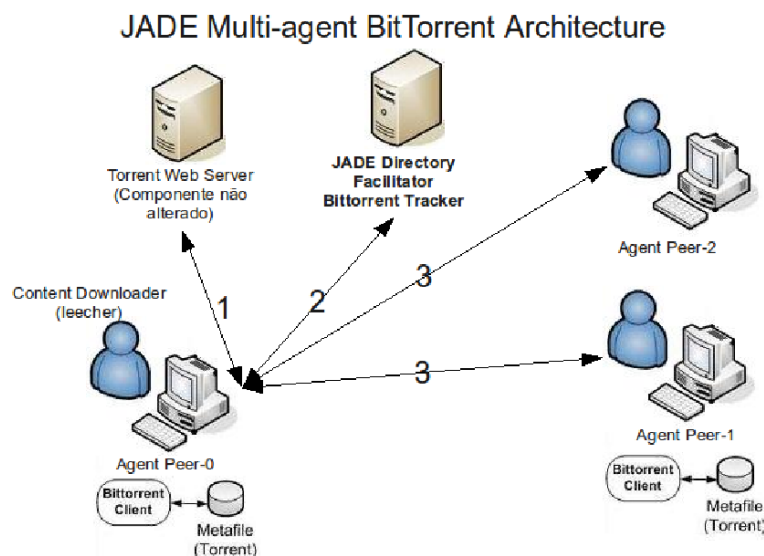 JADE Multi-agent BitTorrent Architecture
Torrent Web Server
(Componente não
alterado)
JADE Directory
Facilitator
Bittorrent Tracker
Agent Peer-2
Content Downloader
(leecher)
1
2
3
3
Agent Peer-0
Agent Peer-1
Bittorrent
Client
Metafile
(Torrent)
Bittorrent
Client
Metafile
(Torrent)